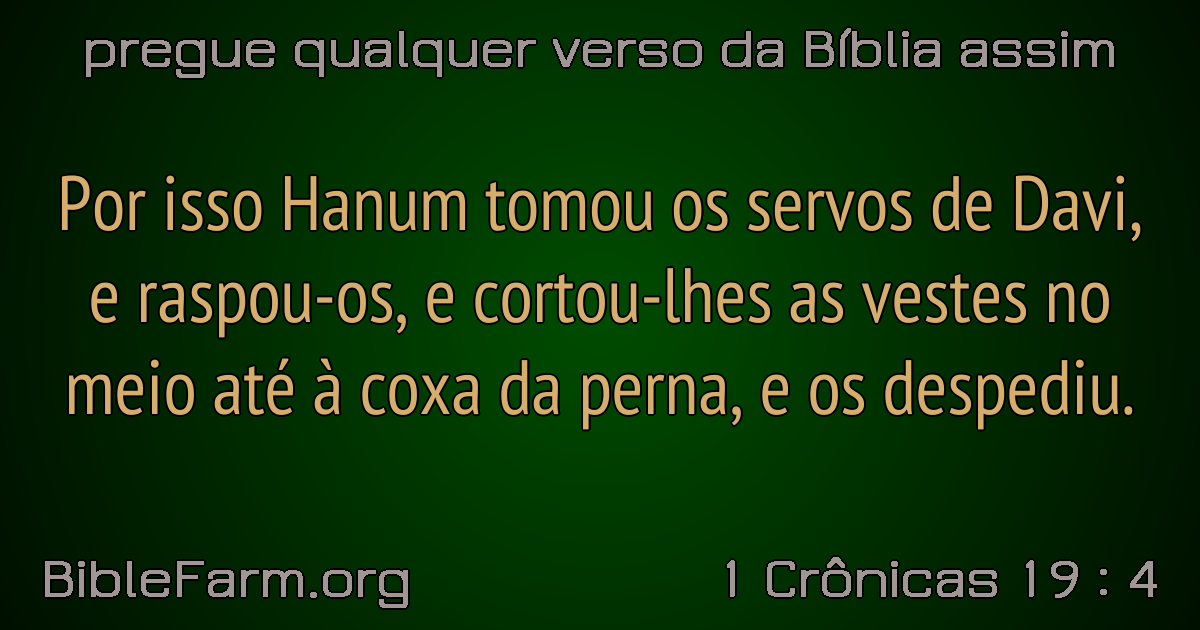 pregue qualquer verso da Bíblia assim
Por isso Hanum tomou os servos de Davi,
e raspou-os, e cortou-lhes as vestes no
meio até à coxa da perna, e os despediu.
BibleFarm.org
1 Crônicas 19 : 4